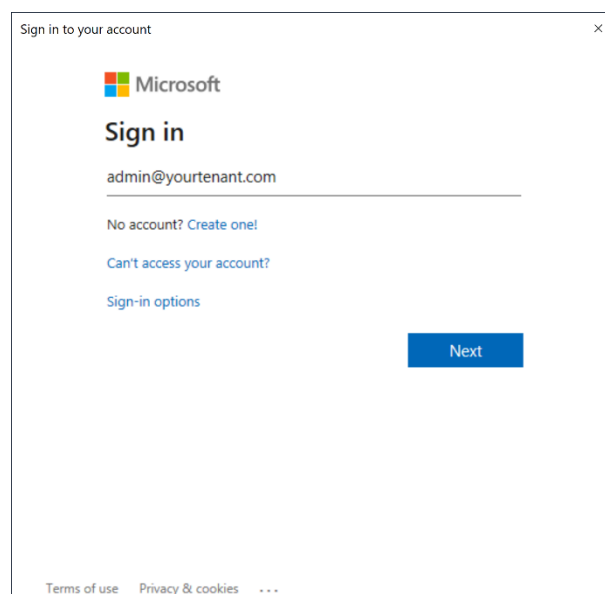 Sign in to your account
Microsoft
Sign in
admin@yourtenant.com
No account? Create one!
Can't access your account?
Sign-in options
Next
Terms of use Privacy & cookies ...